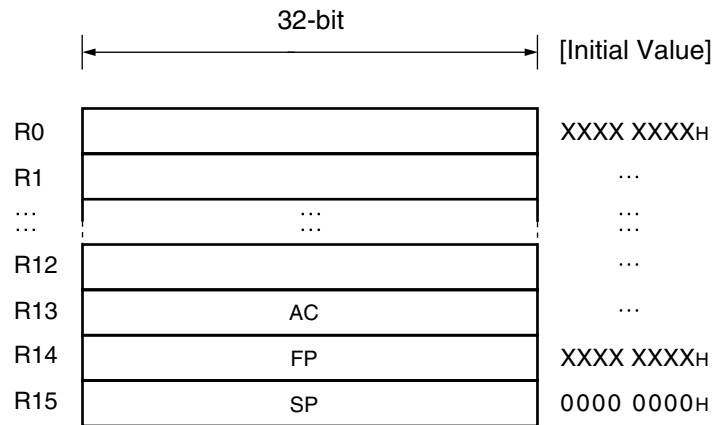 32-bit
[Initial Value]
R0 XXXX XXXXH
R1 ...
... ... ...
... ... ...
R12 ...
R13 AC ...
R14 FP XXXX XXXXH
R15 SP 0000 0000H